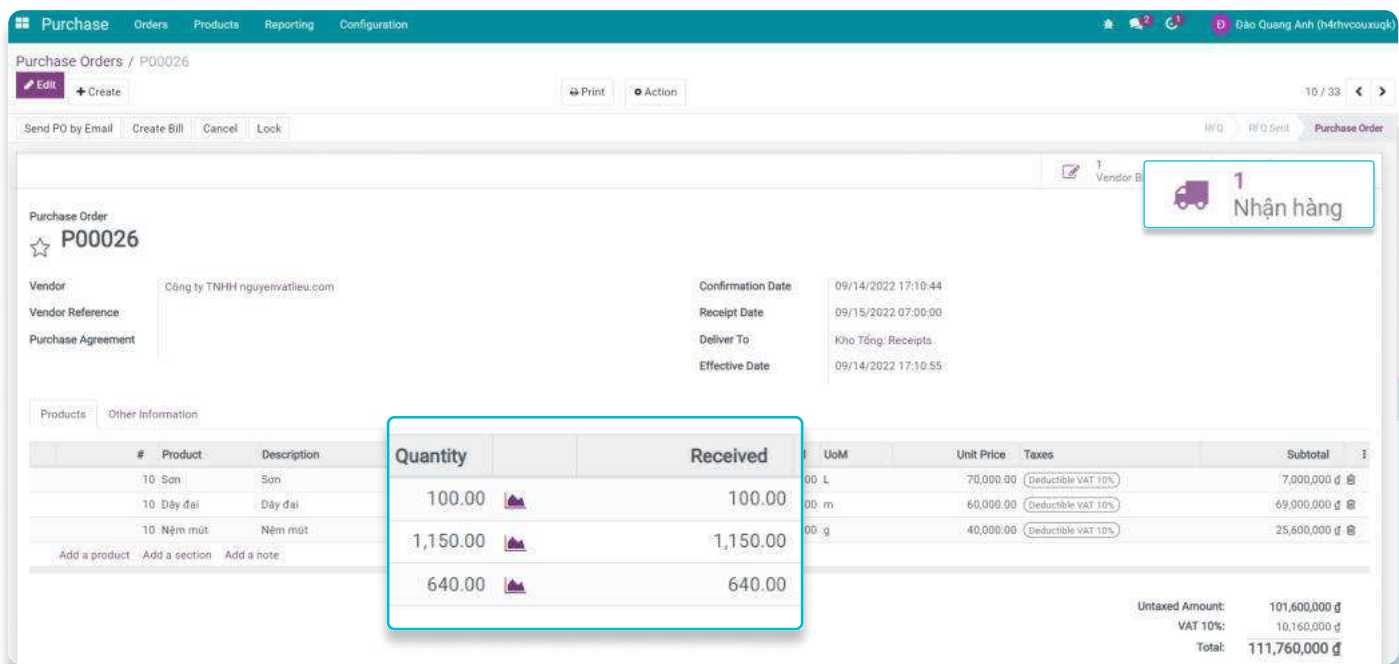 Purchase Orders Products Reporting Configuration 2 1 Đ Đào Quang Anh (h4rhvcouxuqk)
Purchase Orders / P00026
Edit + Create Print Action 10 / 33
Send PO by Email Create Bill Cancel Lock RFQ RFQ Sent Purchase Order
1
Vendor Bi
1
Nhận hàng
Purchase Order
P00026
Vendor Công ty TNHH nguyenvatlieu.com Confirmation Date 09/14/2022 17:10:44
Vendor Reference Receipt Date 09/15/2022 07:00:00
Purchase Agreement Deliver To Kho Tổng: Receipts
Effective Date 09/14/2022 17:10:55
Products Other Information
# Product Description Quantity Received UoM Unit Price Taxes Subtotal
10 Sơn Sơn 100.00 100.00 00 L 70,000.00 Deductible VAT 10% 7,000,000 đ
10 Dây đai Dây đai 1,150.00 1,150.00 00 m 60,000.00 Deductible VAT 10% 69,000,000 đ
10 Nệm mút Nệm mút 640.00 640.00 00 g 40,000.00 Deductible VAT 10% 25,600,000 đ
Add a product Add a section Add a note
Untaxed Amount: 101,600,000 đ
VAT 10%: 10,160,000 đ
Total: 111,760,000 đ